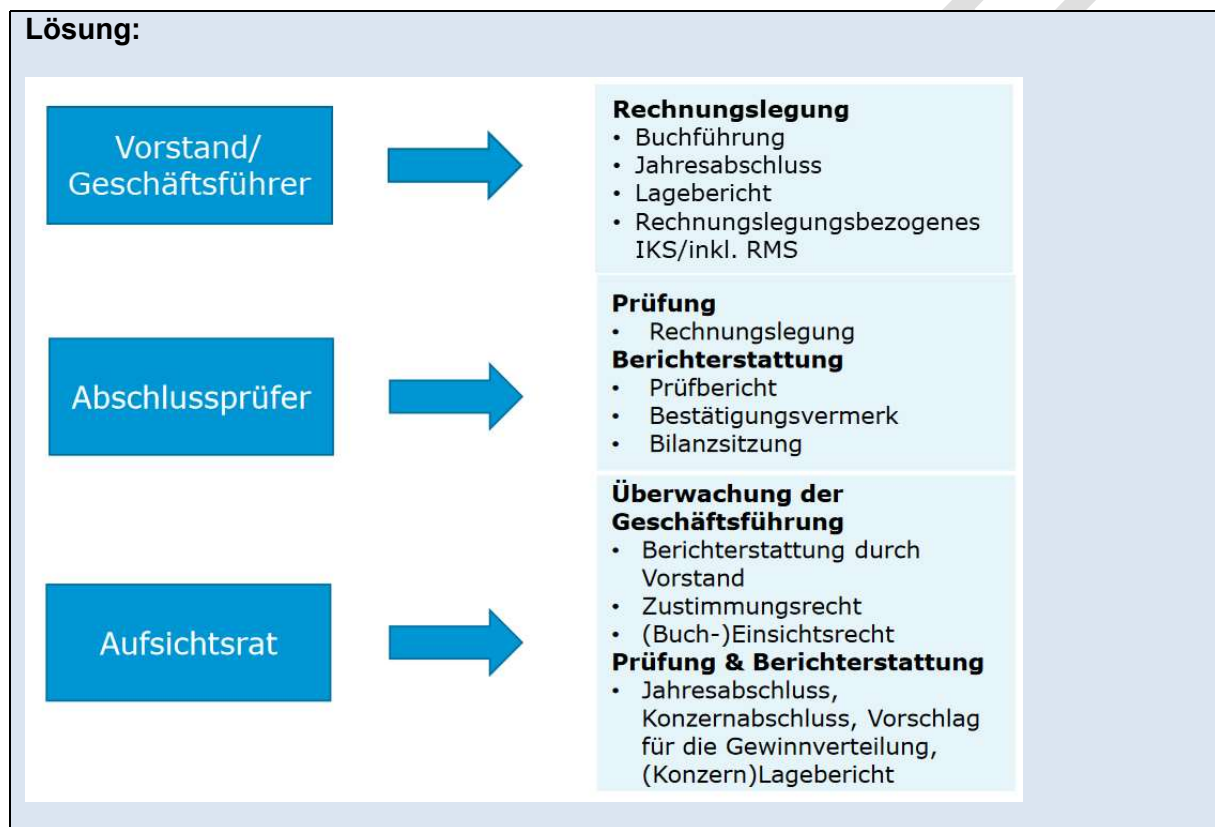 Lösung:
Vorstand/
Geschäftsführer
Rechnungslegung
• Buchführung
• Jahresabschluss
• Lagebericht
• Rechnungslegungsbezogenes
IKS/inkl. RMS
Abschlussprüfer
Prüfung
• Rechnungslegung
Berichterstattung
• Prüfbericht
• Bestätigungsvermerk
• Bilanzsitzung
Aufsichtsrat
Überwachung der
Geschäftsführung
• Berichterstattung durch
Vorstand
• Zustimmungsrecht
• (Buch-)Einsichtsrecht
Prüfung & Berichterstattung
• Jahresabschluss,
Konzernabschluss, Vorschlag
für die Gewinnverteilung,
(Konzern)Lagebericht